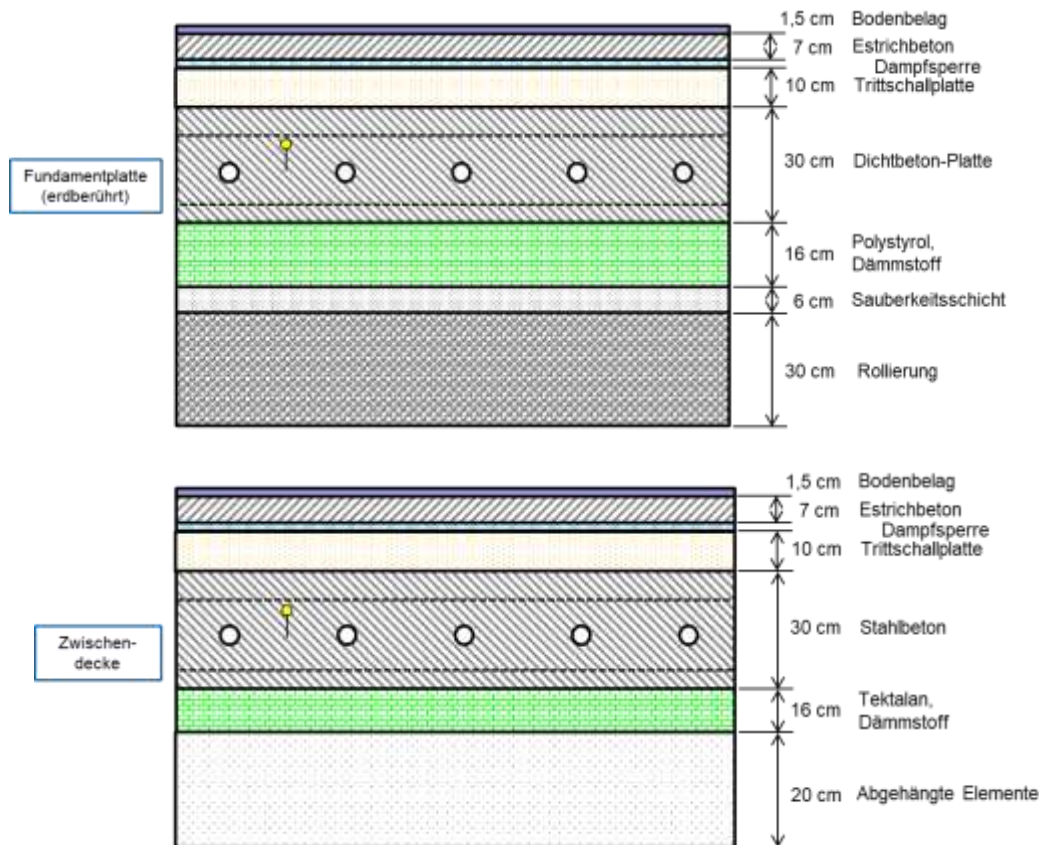 1,5 cm Bodenbelag
7 cm Estrichbeton
Dampfsperre
10 cm Trittschallplatte
Fundamentplatte
(erdberührt)
30 cm Dichtbeton-Platte
16 cm Polystyrol,
Dämmstoff
6 cm Sauberkeitsschicht
30 cm Rollierung
1,5 cm Bodenbelag
7 cm Estrichbeton
Dampfsperre
10 cm Trittschallplatte
Zwischen-
decke
30 cm Stahlbeton
16 cm Tektalan,
Dämmstoff
20 cm Abgehängte Elemente